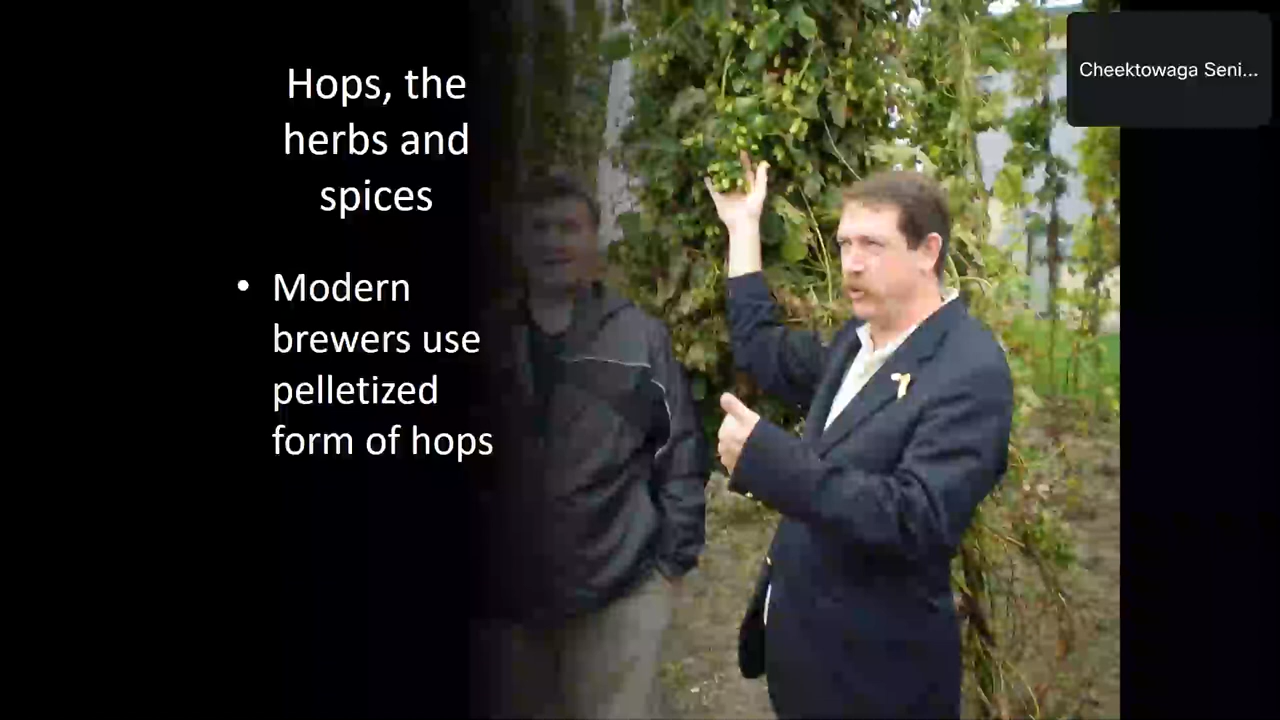 Hops, the
herbs and
spices
• Modern
brewers use
pelletized
form of hops
Cheektowaga Seni...